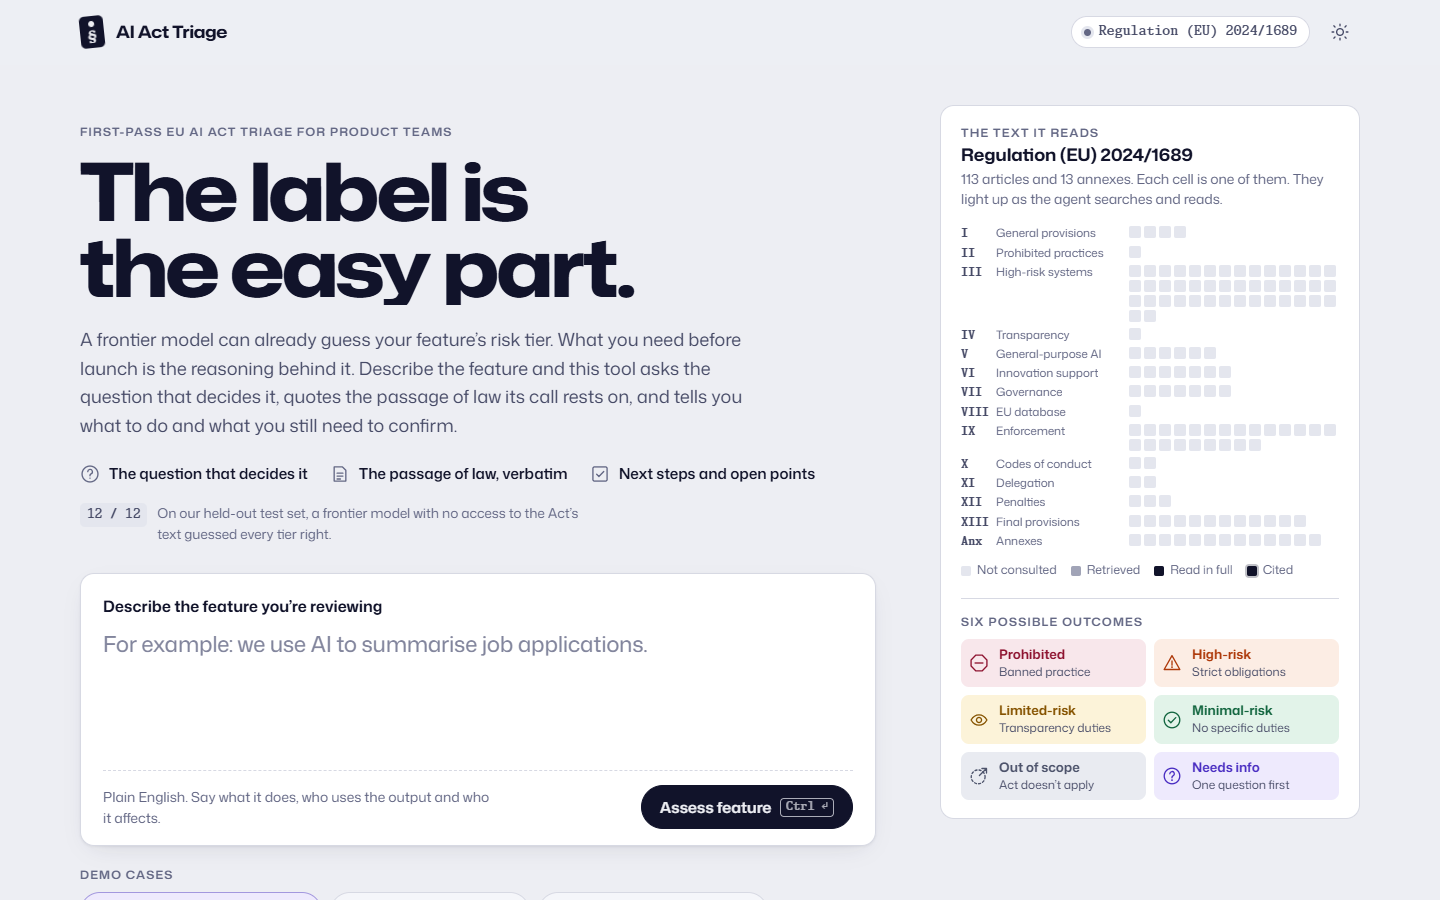 §
AI Act Triage
Regulation (EU) 2024/1689
FIRST-PASS EU AI ACT TRIAGE FOR PRODUCT TEAMS
The label is
the easy part.
A frontier model can already guess your feature’s risk tier. What you need before
launch is the reasoning behind it. Describe the feature and this tool asks the
question that decides it, quotes the passage of law its call rests on, and tells you
what to do and what you still need to confirm.
The question that decides it
The passage of law, verbatim
Next steps and open points
12 / 12
On our held-out test set, a frontier model with no access to the Act’s
text guessed every tier right.
Describe the feature you’re reviewing
For example: we use AI to summarise job applications.
Plain English. Say what it does, who uses the output and who
it affects.
Assess feature Ctrl ⏎
DEMO CASES
THE TEXT IT READS
Regulation (EU) 2024/1689
113 articles and 13 annexes. Each cell is one of them. They
light up as the agent searches and reads.
I General provisions
II Prohibited practices
III High-risk systems
IV Transparency
V General-purpose AI
VI Innovation support
VII Governance
VIII EU database
IX Enforcement
X Codes of conduct
XI Delegation
XII Penalties
XIII Final provisions
Anx Annexes
Not consulted Retrieved Read in full Cited
SIX POSSIBLE OUTCOMES
Prohibited
Banned practice
High-risk
Strict obligations
Limited-risk
Transparency duties
Minimal-risk
No specific duties
Out of scope
Act doesn’t apply
Needs info
One question first